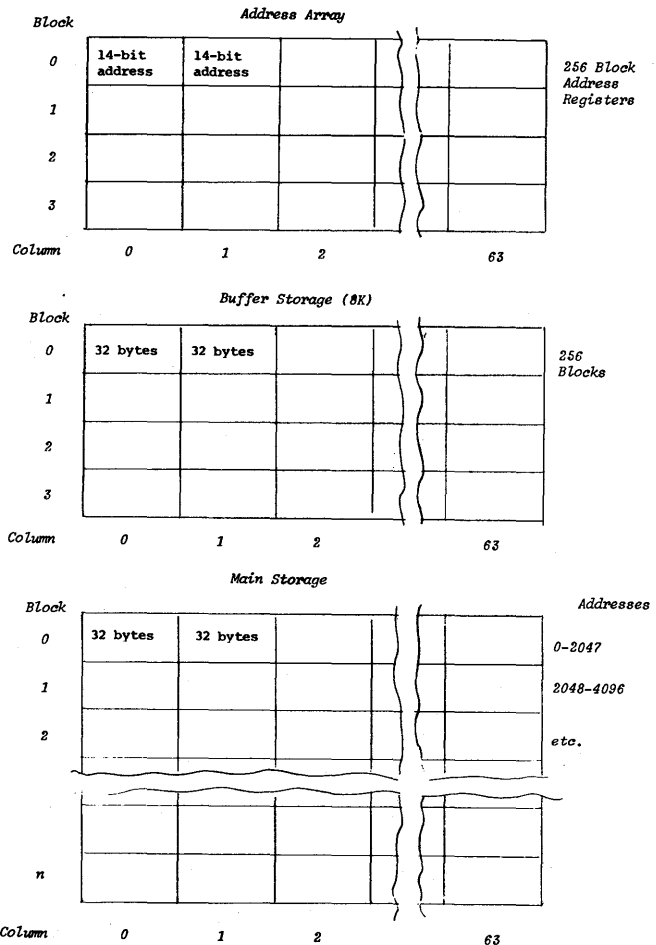 Address Array
Block
0
14-bit address
14-bit address
256 Block Address Registers
1
2
3
Column 0 1 2 63
Buffer Storage (8K)
Block
0 32 bytes 32 bytes
256 Blocks
1
2
3
Column 0 1 2 63
Main Storage
Block Addresses
0 32 bytes 32 bytes 0-2047
1 2048-4096
2 etc.
n
Column 0 1 2 63